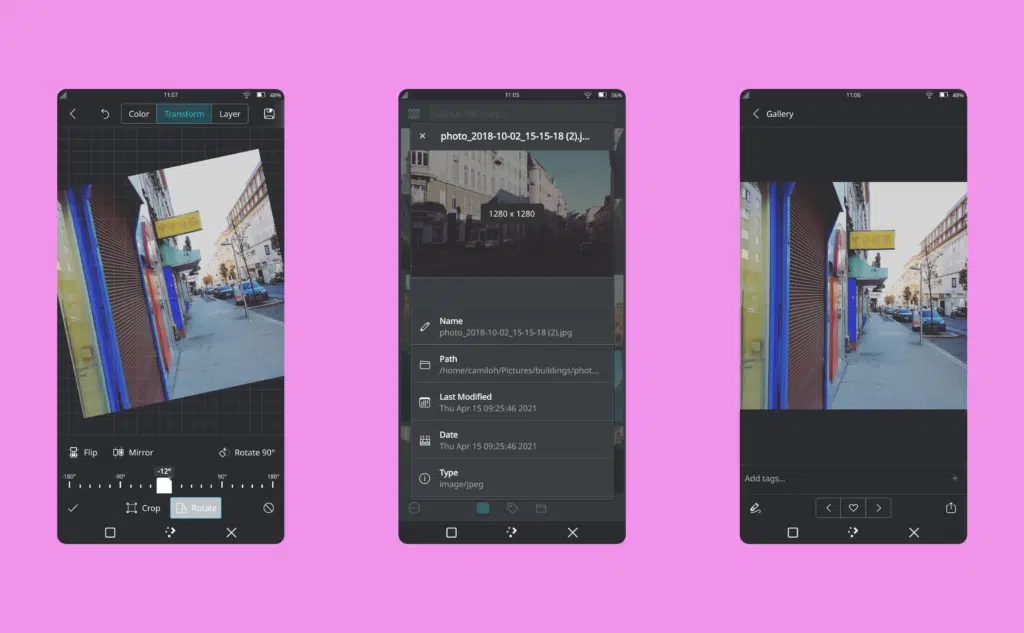 11:07
48%
Color
Transform
Layer
Flip
Mirror
Rotate 90°
-180°
-90°
-12°
90°
180°
Crop
Rotate
11:05
56%
photo_2018-10-02_15-15-18 (2).j...
1280 x 1280
Name
photo_2018-10-02_15-15-18 (2).jpg
Path
/home/camiloh/Pictures/buildings/phot...
Last Modified
Thu Apr 15 09:25:46 2021
Date
Thu Apr 15 09:25:46 2021
Type
image/jpeg
11:06
48%
Gallery
Add tags...